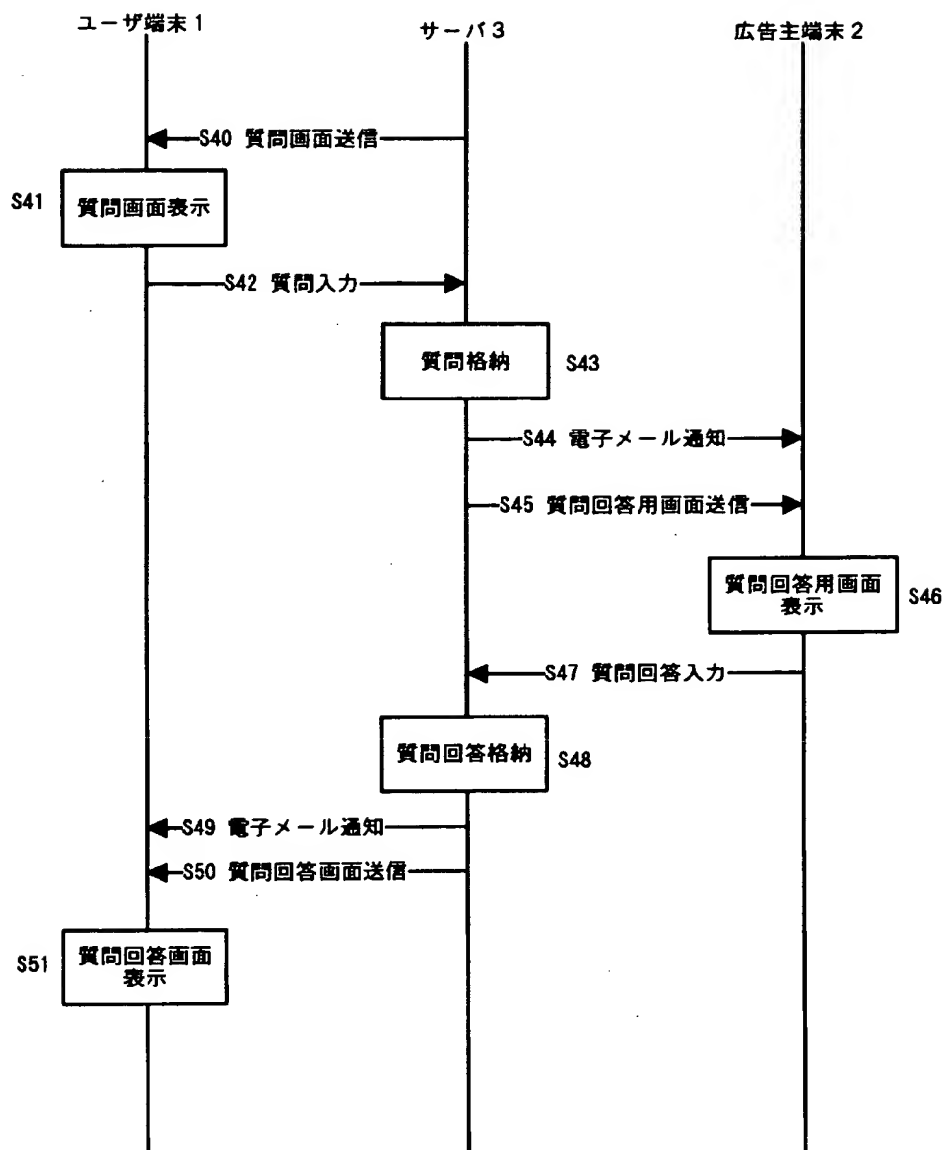 ユーザ端末1
サーバ3
広告主端末2
S40 質問画面送信
S41
質問画面表示
S42 質問入力
質問格納
S43
S44 電子メール通知
S45 質問回答用画面送信
質問回答用画面
表示
S46
S47 質問回答入力
質問回答格納
S48
S49 電子メール通知
S50 質問回答画面送信
S51
質問回答画面
表示